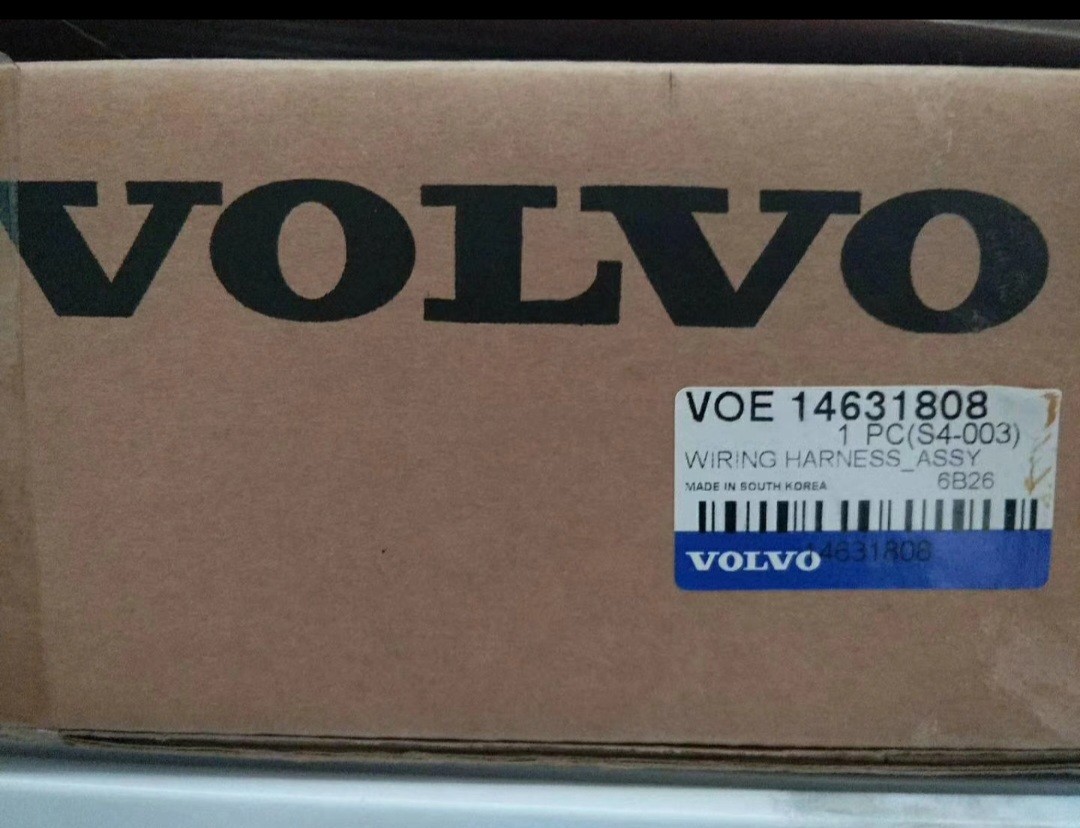 VOLVO
VOE 14631808
1 PC(S4-003)
WIRING HARNESS_ASSY
MADE IN SOUTH KOREA 6B26
VOLVO 14631808